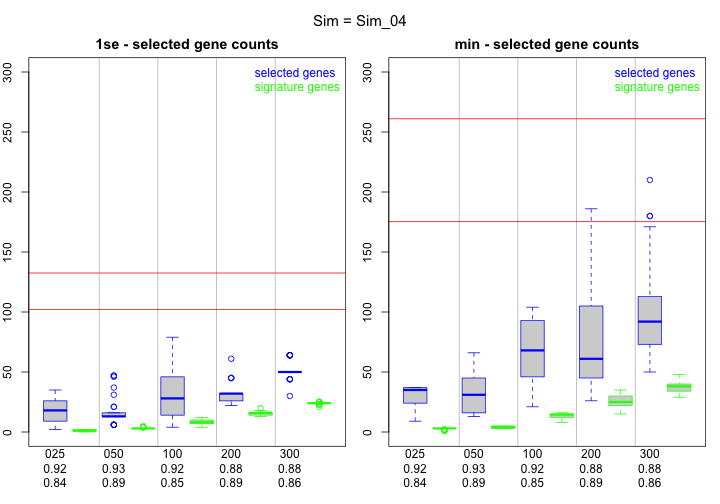 Sim = Sim_04
1se - selected gene counts
300
250
200
150
100
50
0
selected genes
signature genes
025 050 100 200 300
0.92 0.93 0.92 0.88 0.88
0.84 0.89 0.85 0.89 0.86
min - selected gene counts
300
250
200
150
100
50
0
selected genes
signature genes
025 050 100 200 300
0.92 0.93 0.92 0.88 0.88
0.84 0.89 0.85 0.89 0.86